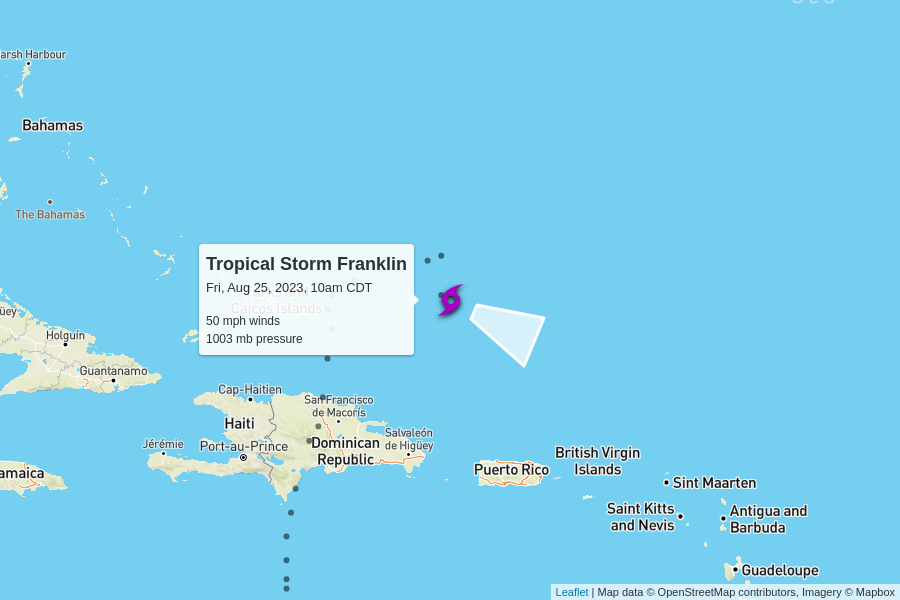 arsh Harbour
Bahamas
The Bahamas
Tropical Storm Franklin
Fri, Aug 25, 2023, 10am CDT
Caicos Islands
50 mph winds
1003 mb pressure
Holguín
Guantanamo
Cap-Haitien
San Francisco
de Macorís
Haiti
Jérémie
Port-au-Prince
Dominican
Republic
Salvaleón
de Higüey
amaica
Puerto Rico
British Virgin
Islands
Sint Maarten
Saint Kitts
and Nevis
Antigua and
Barbuda
Guadeloupe
Leaflet | Map data © OpenStreetMap contributors, Imagery © Mapbox